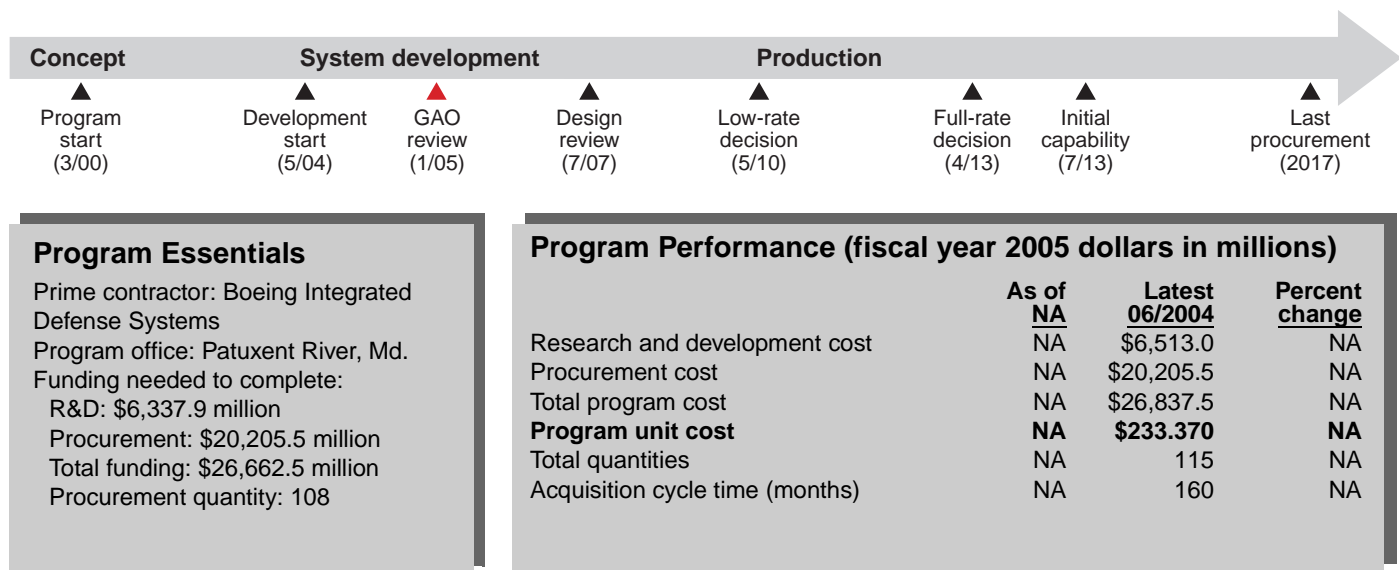 Concept System development Production
Program start (3/00)
Development start (5/04)
GAO review (1/05)
Design review (7/07)
Low-rate decision (5/10)
Full-rate decision (4/13)
Initial capability (7/13)
Last procurement (2017)
Program Essentials
Prime contractor: Boeing Integrated
Defense Systems
Program office: Patuxent River, Md.
Funding needed to complete:
R&D: $6,337.9 million
Procurement: $20,205.5 million
Total funding: $26,662.5 million
Procurement quantity: 108
Program Performance (fiscal year 2005 dollars in millions)
As of Latest Percent
NA 06/2004 change
Research and development cost NA $6,513.0 NA
Procurement cost NA $20,205.5 NA
Total program cost NA $26,837.5 NA
Program unit cost NA $233.370 NA
Total quantities NA 115 NA
Acquisition cycle time (months) NA 160 NA